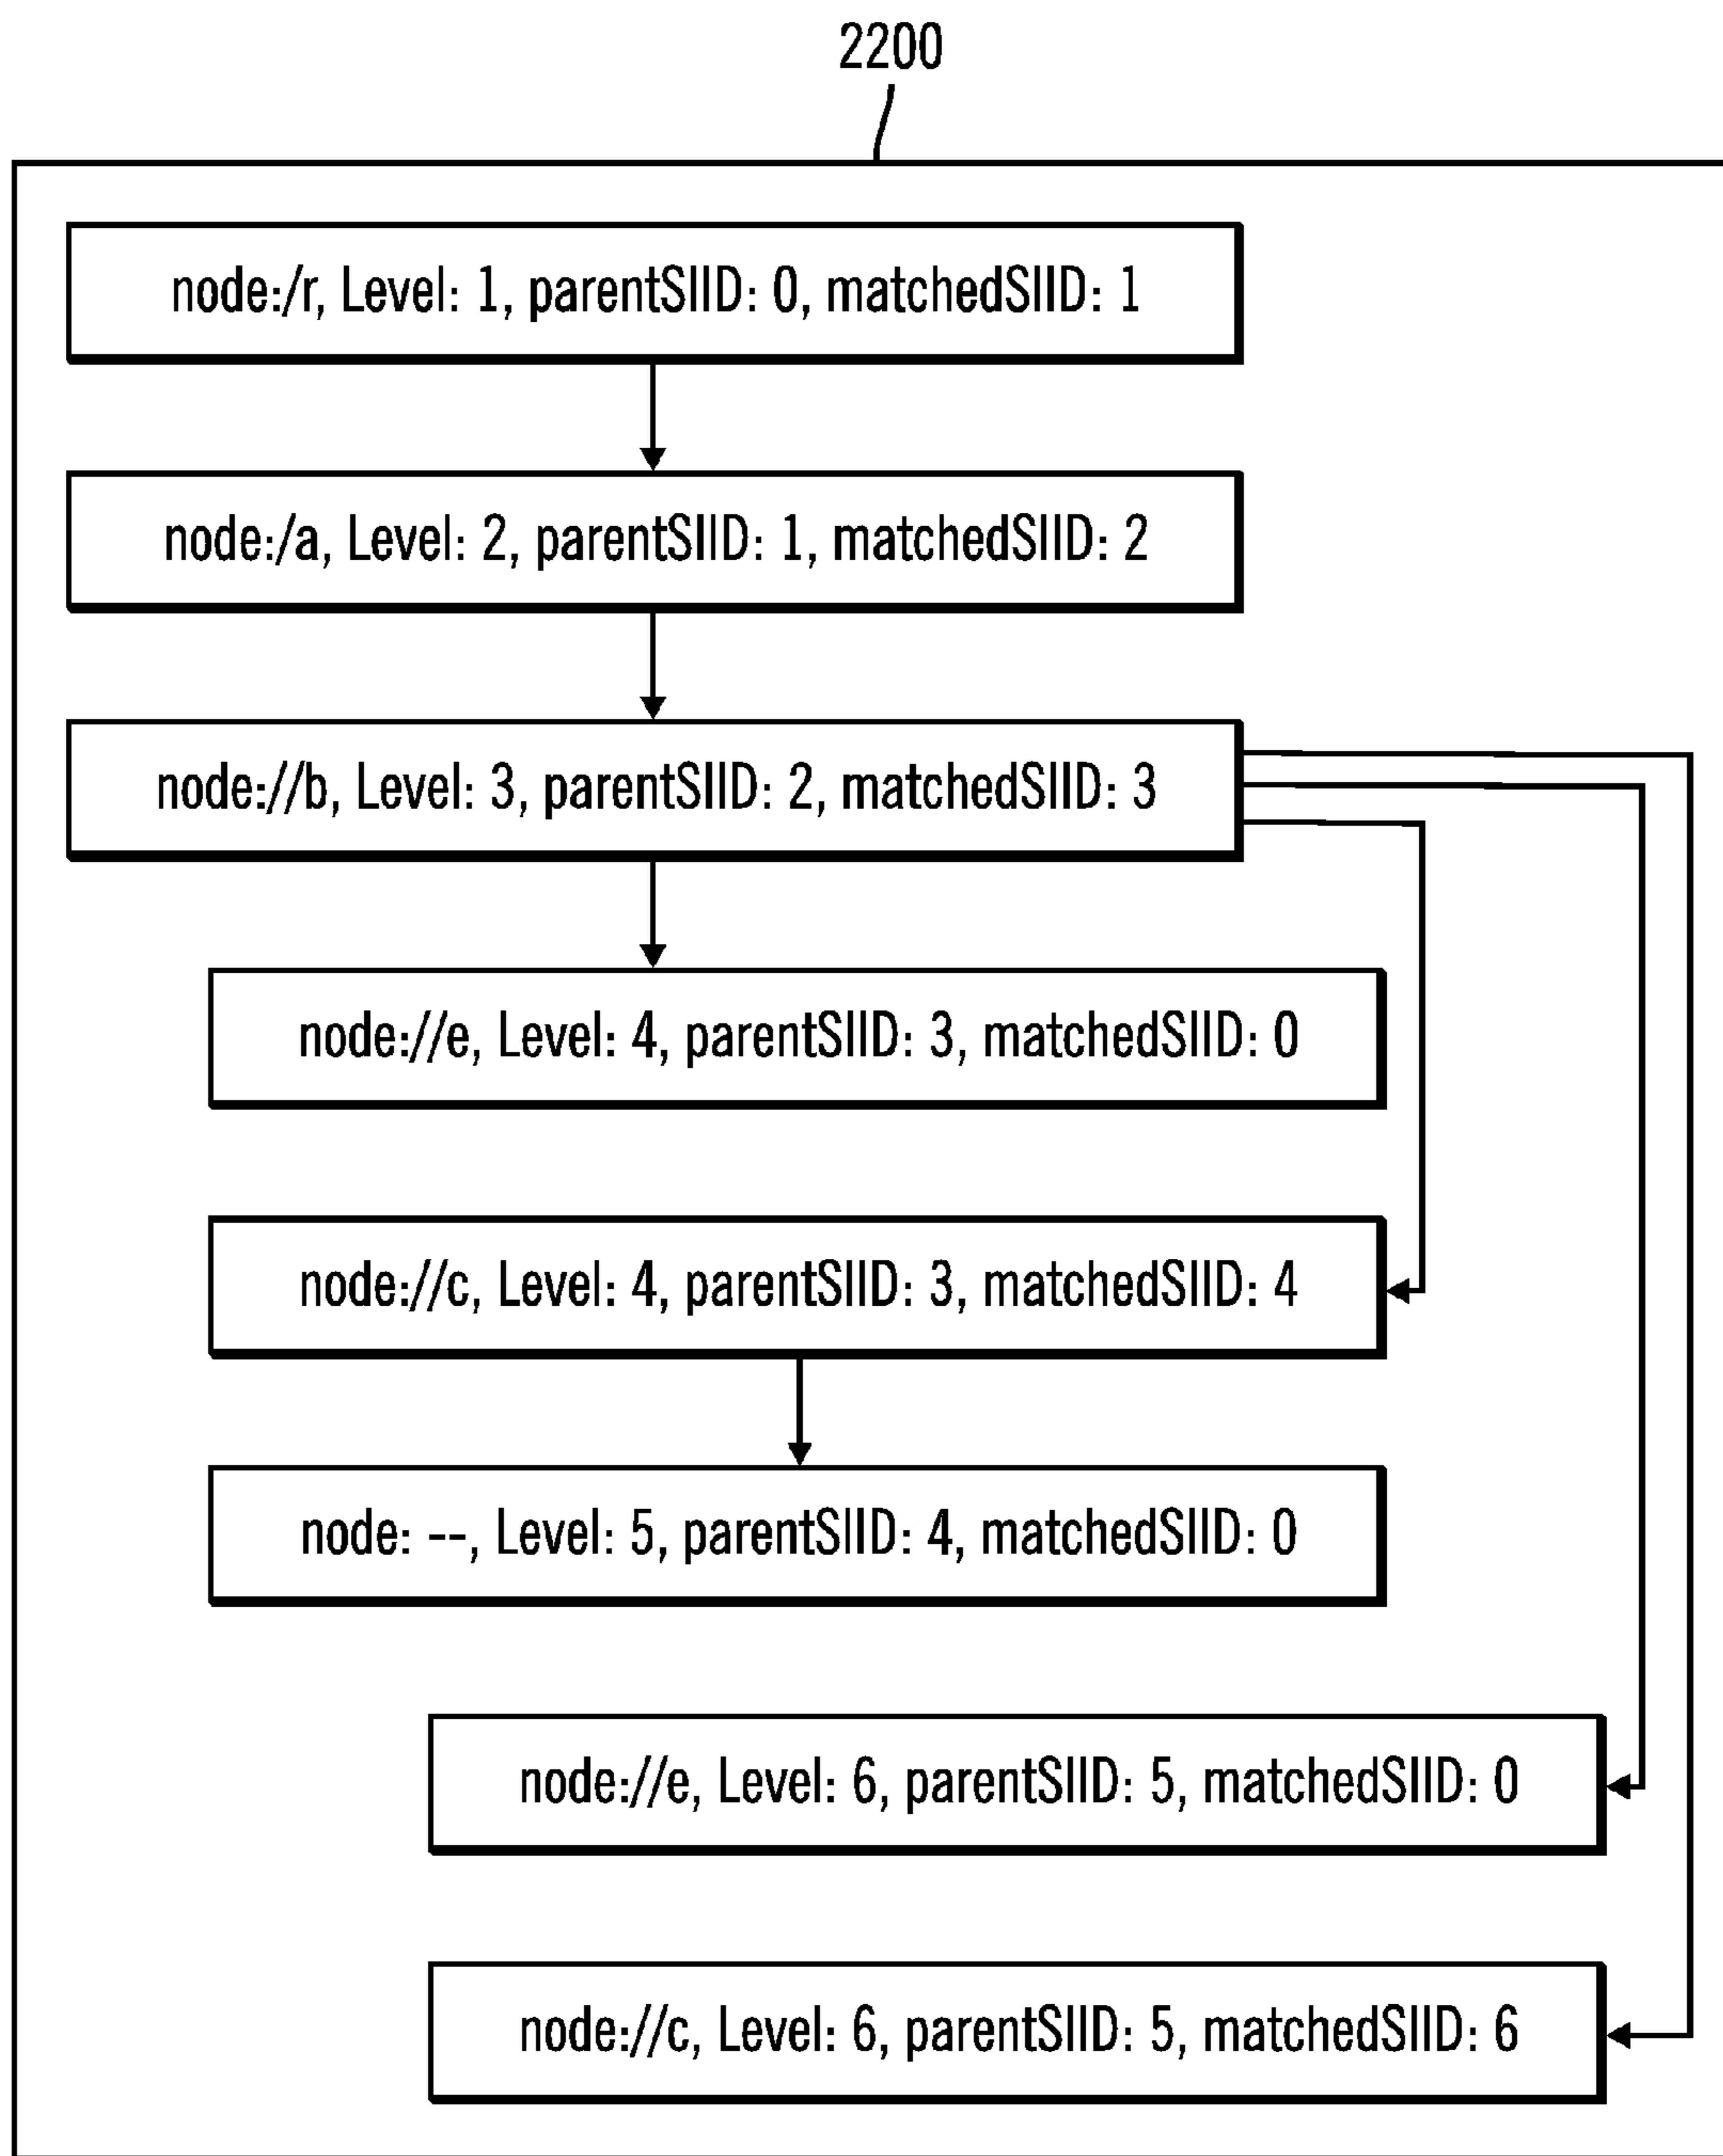 2200
node:/r, Level: 1, parentSIID: 0, matchedSIID: 1
node:/a, Level: 2, parentSIID: 1, matchedSIID: 2
node://b, Level: 3, parentSIID: 2, matchedSIID: 3
node://e, Level: 4, parentSIID: 3, matchedSIID: 0
node://c, Level: 4, parentSIID: 3, matchedSIID: 4
node: --, Level: 5, parentSIID: 4, matchedSIID: 0
node://e, Level: 6, parentSIID: 5, matchedSIID: 0
node://c, Level: 6, parentSIID: 5, matchedSIID: 6